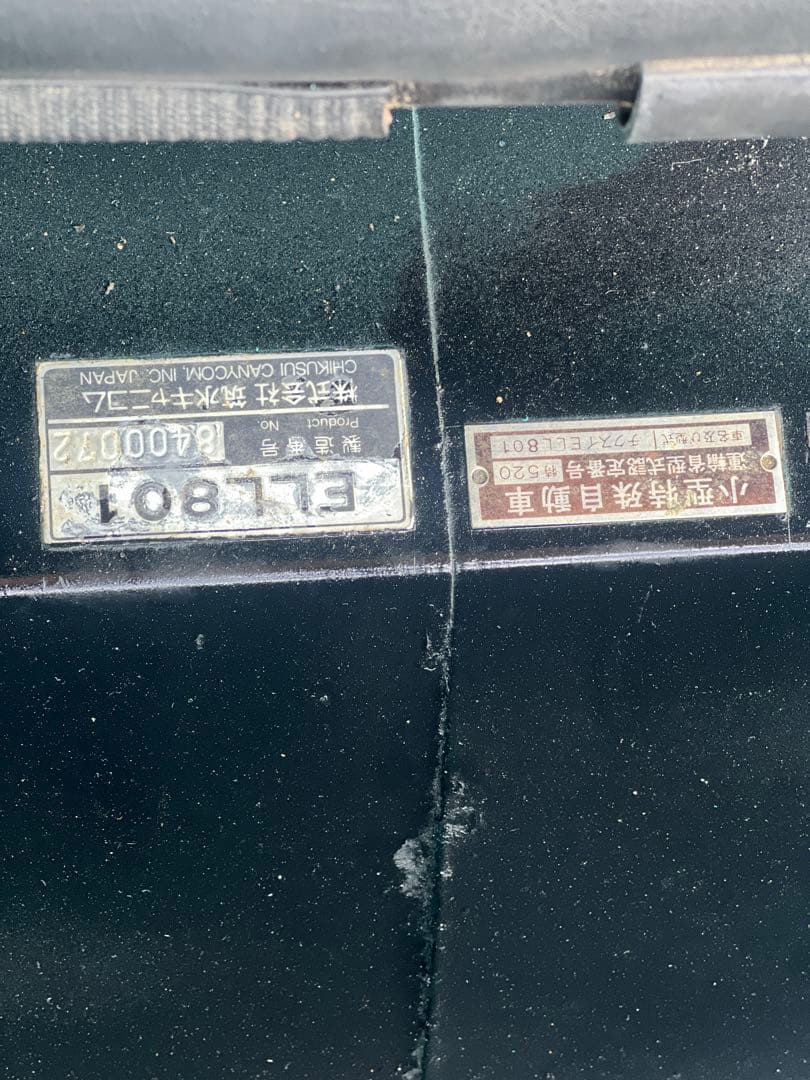 ELL801
製造番号
Product No.
8400072
株式会社 筑水キャニコム
CHIKUSUI CANYCOM, INC. JAPAN
小型特殊自動車
運輸省型式認定番号 特520
車名及び型式 チクスイELL801